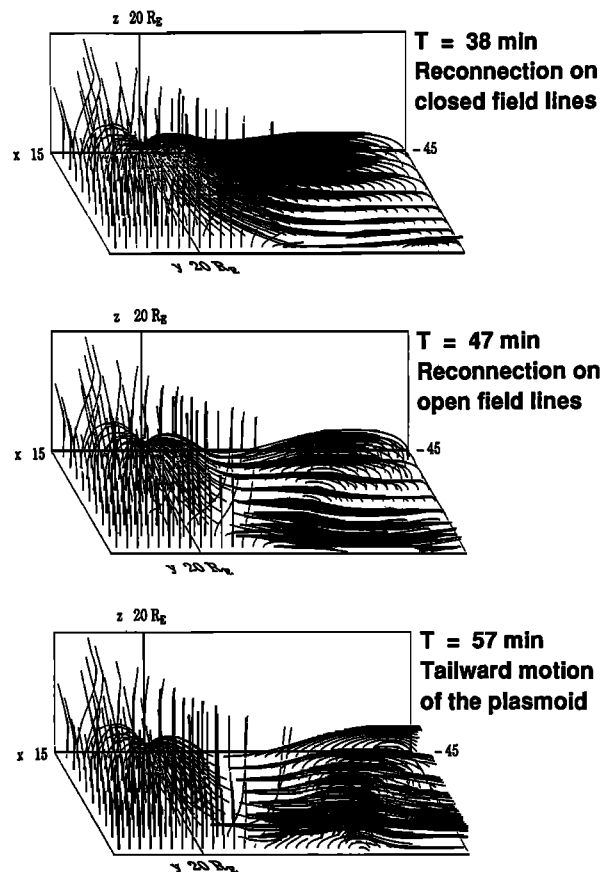 z 20 R_E
T = 38 min
Reconnection on
closed field lines
x 15
-45
y 20 R_E
z 20 R_E
T = 47 min
Reconnection on
open field lines
x 15
-45
y 20 R_E
z 20 R_E
T = 57 min
Tailward motion
of the plasmoid
x 15
-45
y 20 R_E